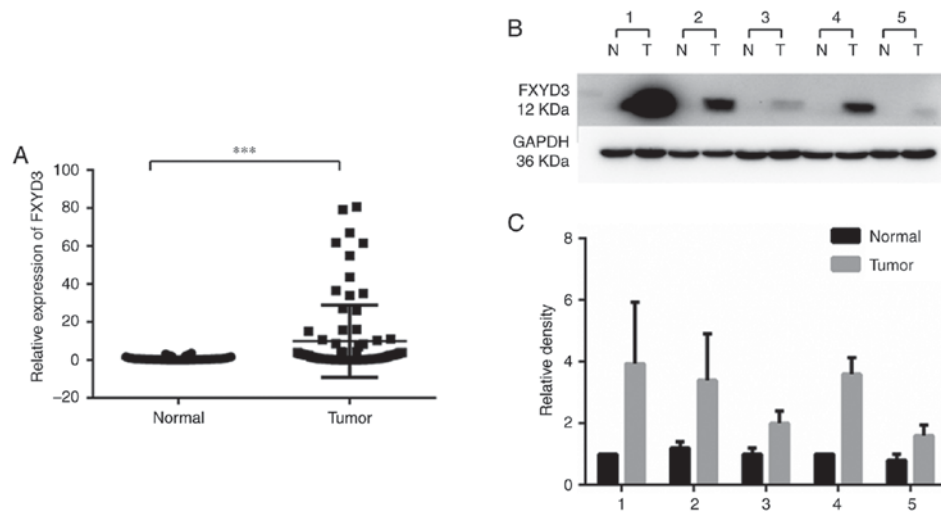 A
***
Relative expression of FXYD3
100
80
60
40
20
0
−20
Normal
Tumor
B
1 2 3 4 5
N T N T N T N T N T
FXYD3
12 KDa
GAPDH
36 KDa
C
Relative density
8
6
4
2
0
Normal
Tumor
1 2 3 4 5